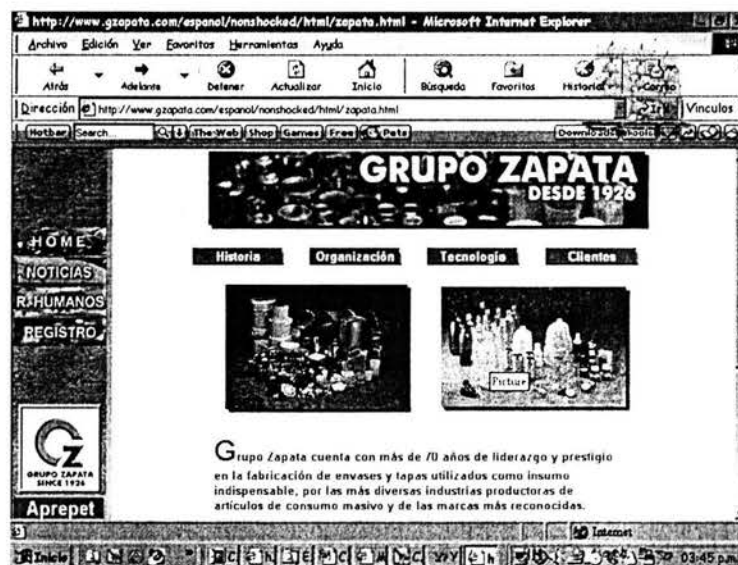 http://www.gzapata.com/espanol/nonshocked/html/zapata.html - Microsoft Internet Explorer
Archivo Edición Ver Favoritos Herramientas Ayuda
Atrás Adelante Detener Actualizar Inicio Búsqueda Favoritos Historial Correo
Dirección http://www.gzapata.com/espanol/nonshocked/html/zapata.html Ir Vínculos
Hotbar Search... The Web Shop Games Free Pets Downloads
GRUPO ZAPATA
DESDE 1926
HOME
NOTICIAS
R.HUMANOS
REGISTRO
Historia Organización Tecnología Clientes
Picture
GZ
GRUPO ZAPATA
SINCE 1926
Aprepet
Grupo Zapata cuenta con más de 70 años de liderazgo y prestigio
en la fabricación de envases y tapas utilizados como insumo
indispensable, por las más diversas industrias productoras de
artículos de consumo masivo y de las marcas más reconocidas.
Internet
Inicio 03:45 p.m.